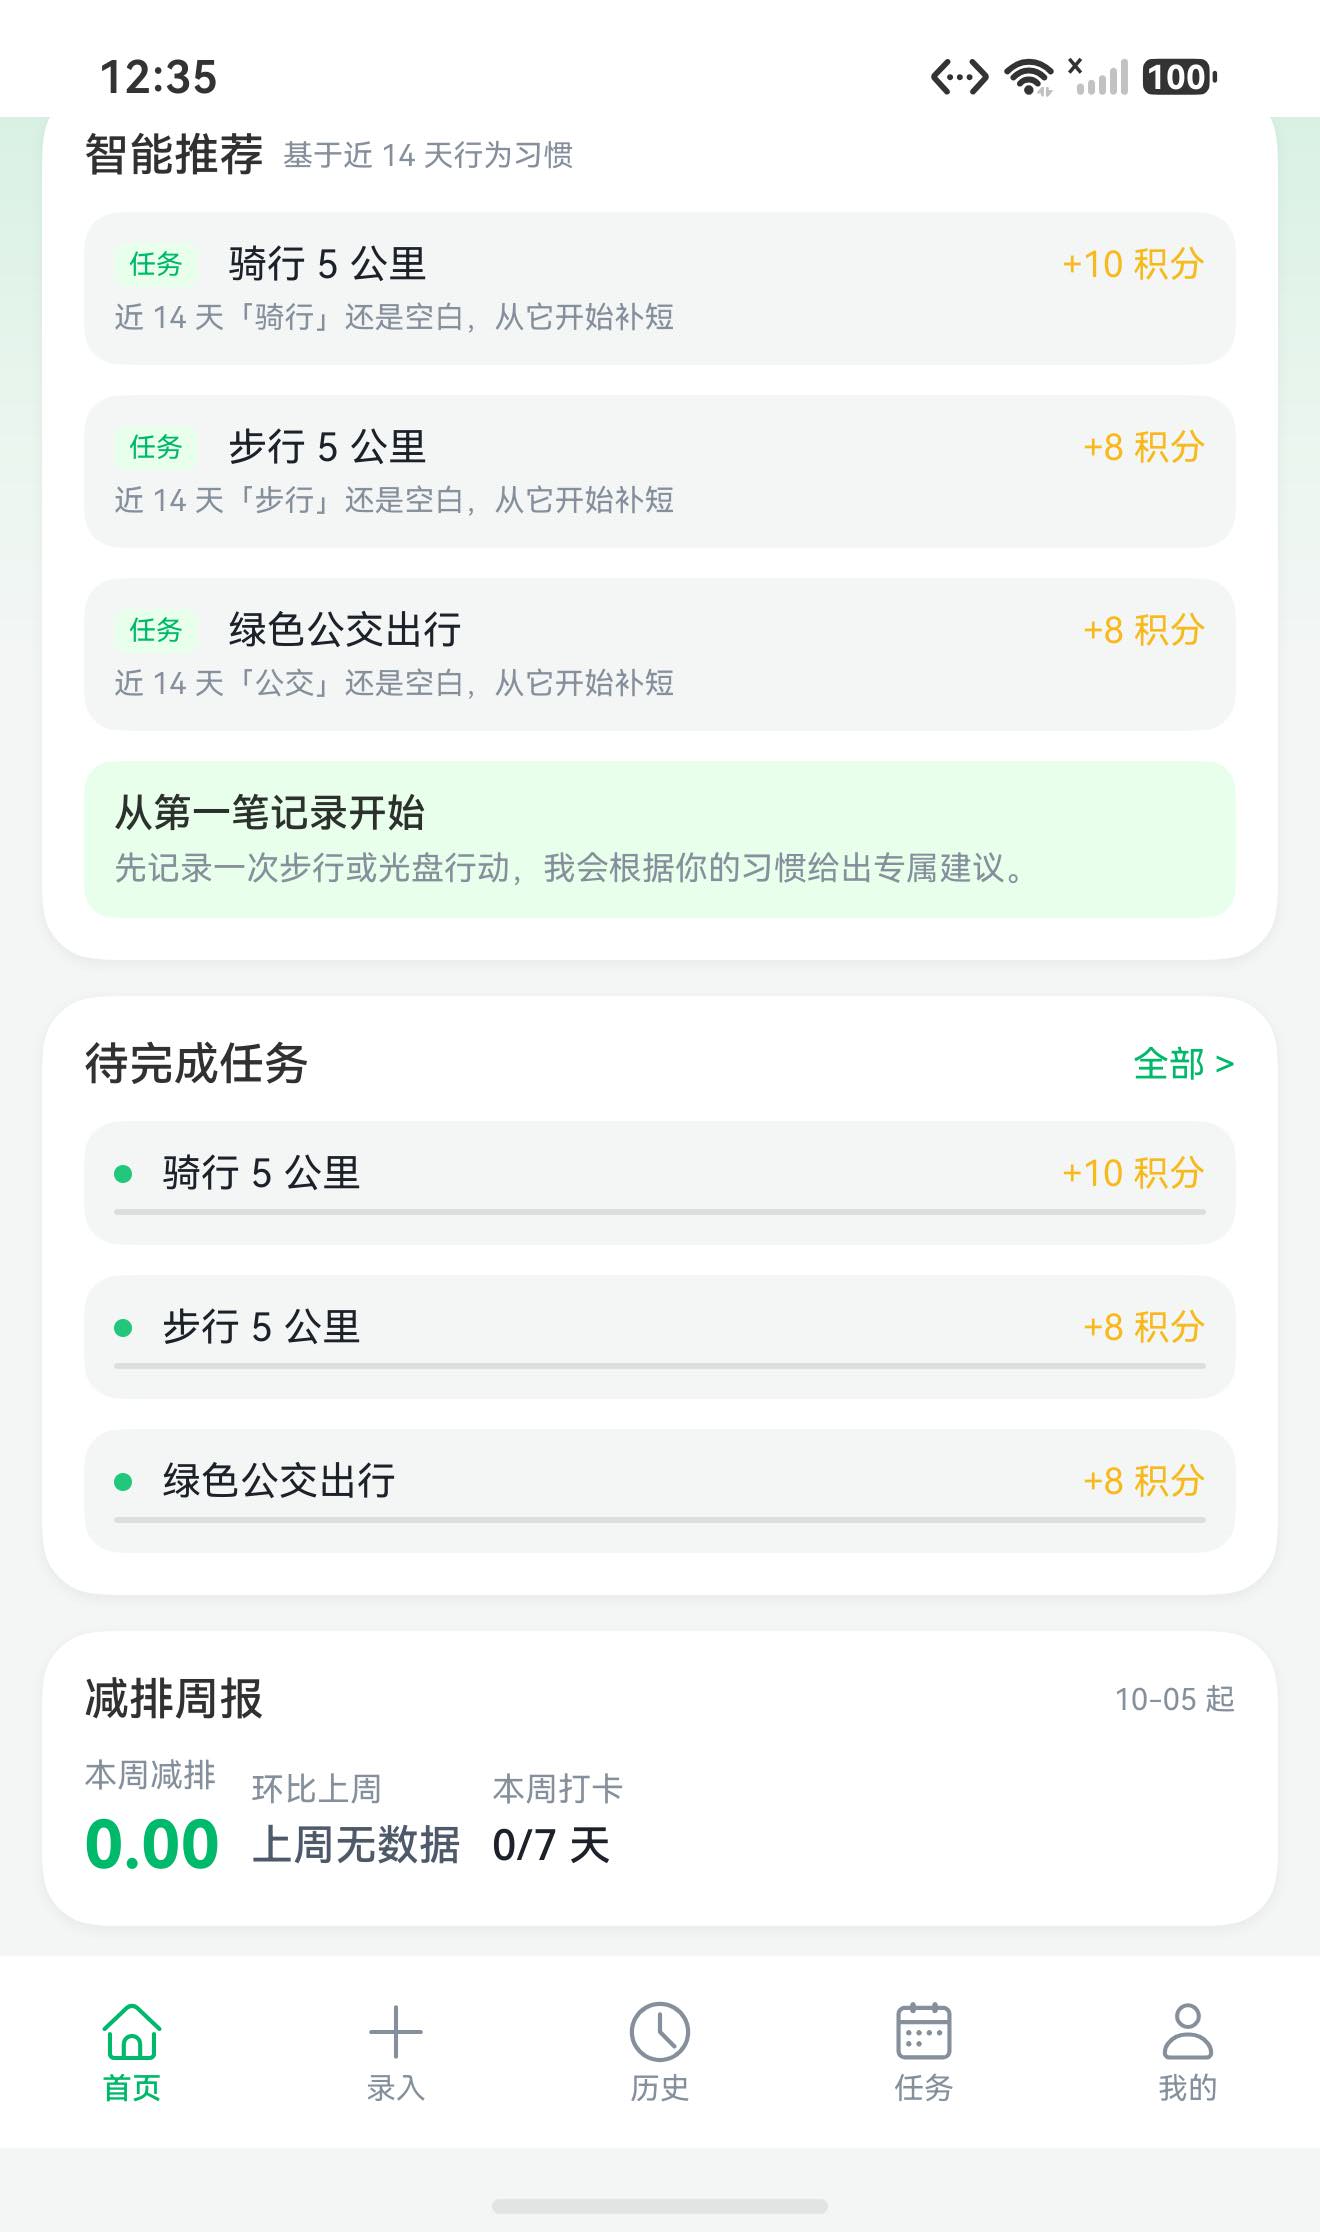 12:35
100
智能推荐 基于近 14 天行为习惯
任务 骑行 5 公里 +10 积分
近 14 天「骑行」还是空白，从它开始补短
任务 步行 5 公里 +8 积分
近 14 天「步行」还是空白，从它开始补短
任务 绿色公交出行 +8 积分
近 14 天「公交」还是空白，从它开始补短
从第一笔记录开始
先记录一次步行或光盘行动，我会根据你的习惯给出专属建议。
待完成任务 全部 >
骑行 5 公里 +10 积分
步行 5 公里 +8 积分
绿色公交出行 +8 积分
减排周报 10-05 起
本周减排 环比上周 本周打卡
0.00 上周无数据 0/7 天
首页 录入 历史 任务 我的